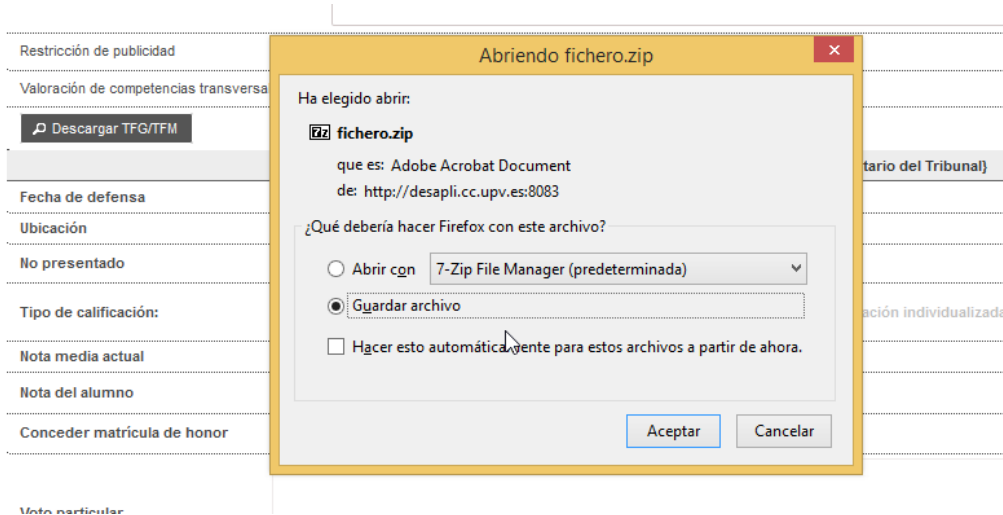 Restricción de publicidad
Valoración de competencias transversa
Descargar TFG/TFM
tario del Tribunal}
Fecha de defensa
Ubicación
No presentado
Tipo de calificación:
ación individualizada
Nota media actual
Nota del alumno
Conceder matrícula de honor
Voto particular
Abriendo fichero.zip
Ha elegido abrir:
7z fichero.zip
que es: Adobe Acrobat Document
de: http://desapli.cc.upv.es:8083
¿Qué debería hacer Firefox con este archivo?
Abrir con 7-Zip File Manager (predeterminada)
Guardar archivo
Hacer esto automáticamente para estos archivos a partir de ahora.
Aceptar Cancelar